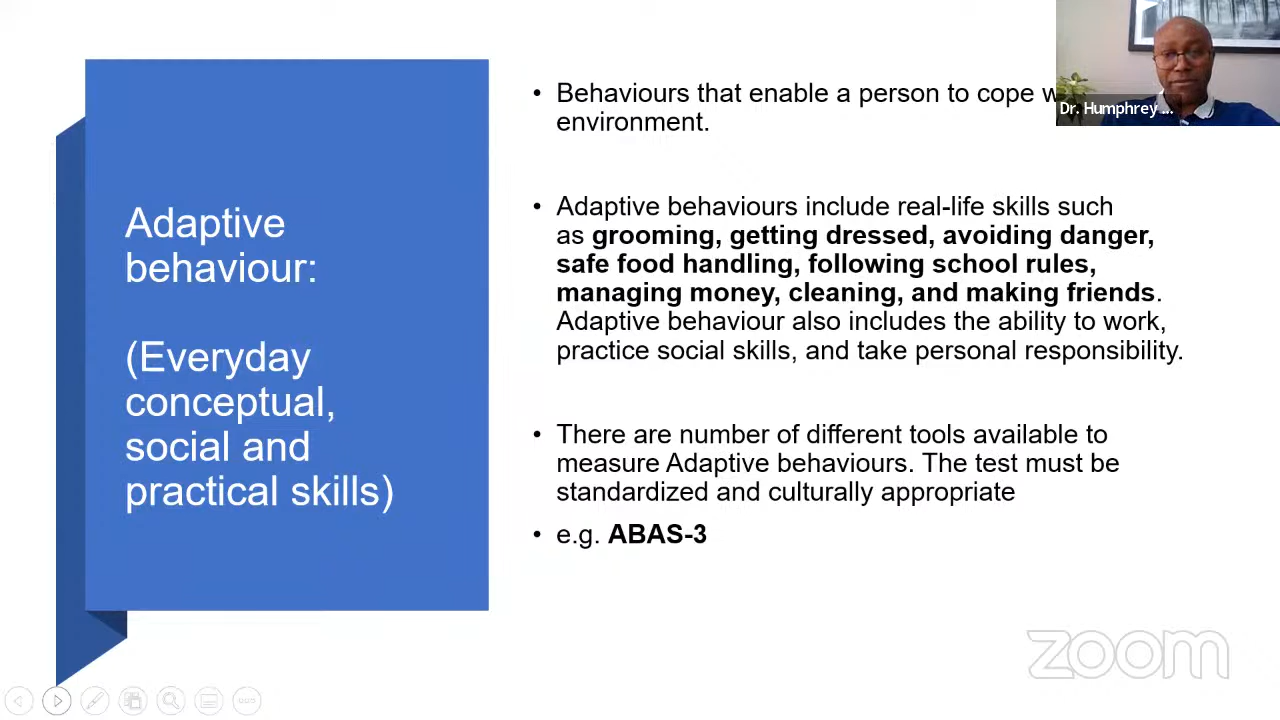 Adaptive
behaviour:
(Everyday
conceptual,
social and
practical skills)
• Behaviours that enable a person to cope w
environment.
• Adaptive behaviours include real-life skills such
as grooming, getting dressed, avoiding danger,
safe food handling, following school rules,
managing money, cleaning, and making friends.
Adaptive behaviour also includes the ability to work,
practice social skills, and take personal responsibility.
• There are number of different tools available to
measure Adaptive behaviours. The test must be
standardized and culturally appropriate
• e.g. ABAS-3
Dr. Humphrey ...
zoom